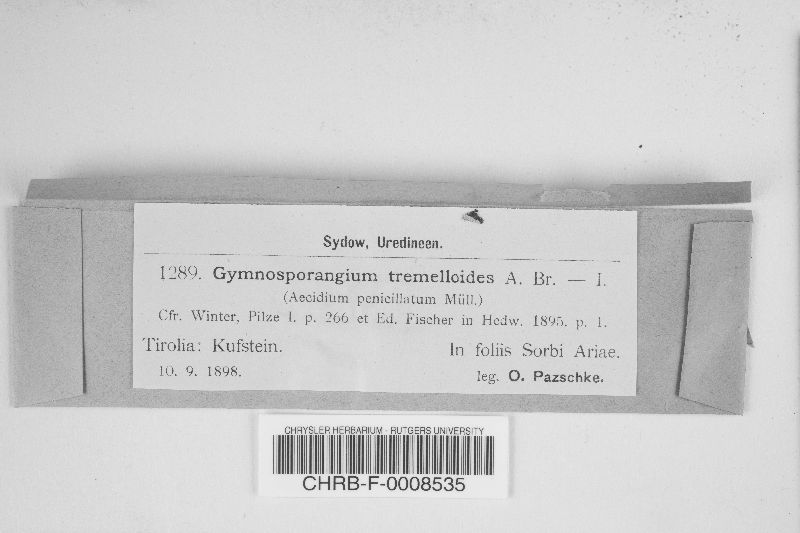 Sydow, Uredineen.
1289. Gymnosporangium tremelloides A. Br. — I.
(Aecidium penicillatum Müll.)
Cfr. Winter, Pilze I. p. 266 et Ed. Fischer in Hedw. 1895. p. 1.
Tirolia: Kufstein. In foliis Sorbi Ariae.
10. 9. 1898. leg. O. Pazschke.
CHRYSLER HERBARIUM - RUTGERS UNIVERSITY
CHRB-F-0008535